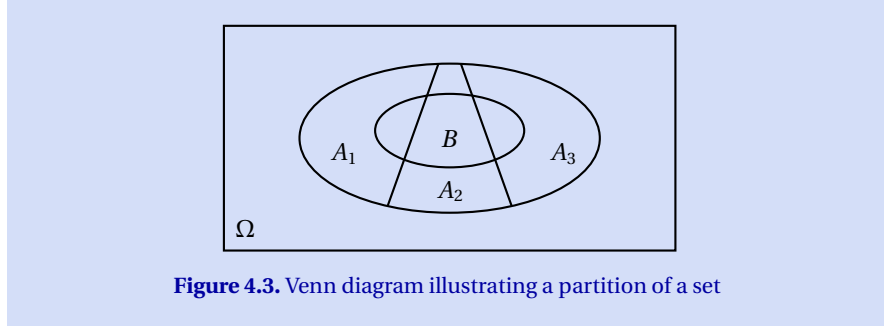 B
A₁
A₃
A₂
Ω
Figure 4.3. Venn diagram illustrating a partition of a set